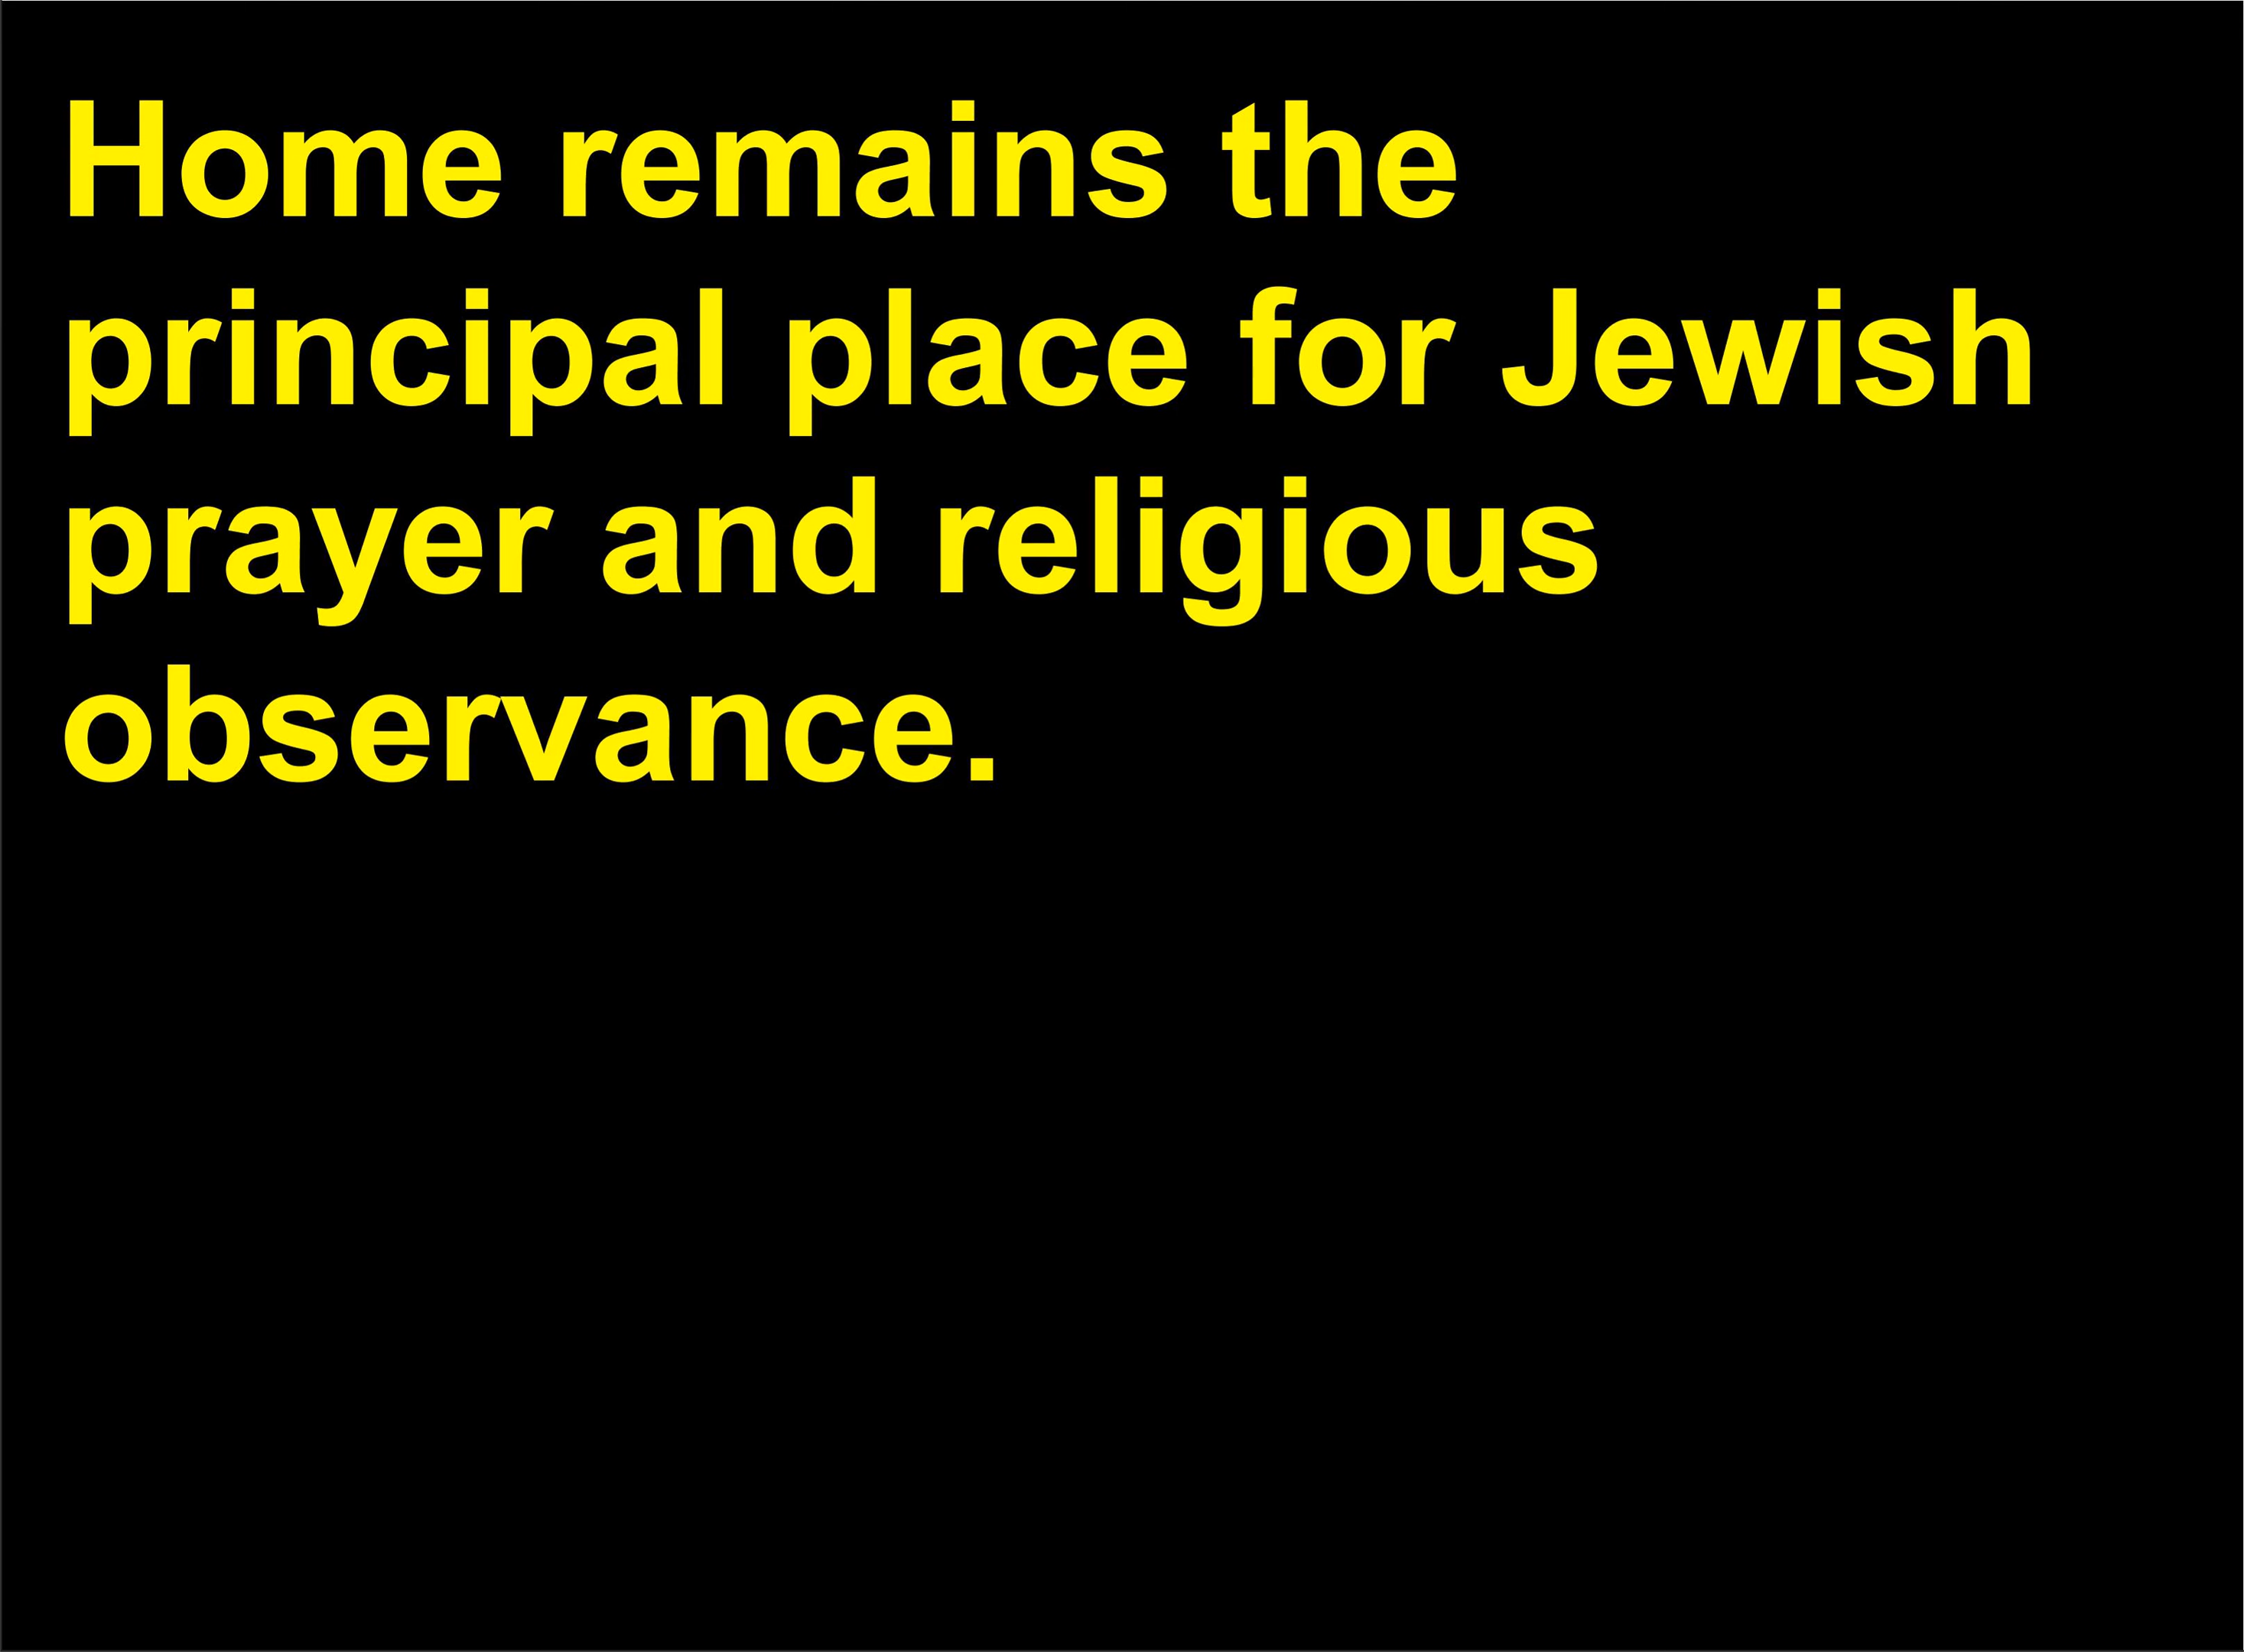 Home remains the
principal place for Jewish
prayer and religious
observance.